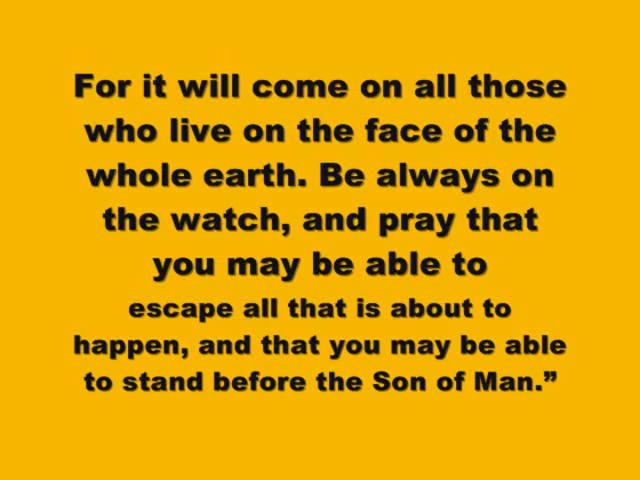 For it will come on all those
who live on the face of the
whole earth. Be always on
the watch, and pray that
you may be able to
escape all that is about to
happen, and that you may be able
to stand before the Son of Man.”